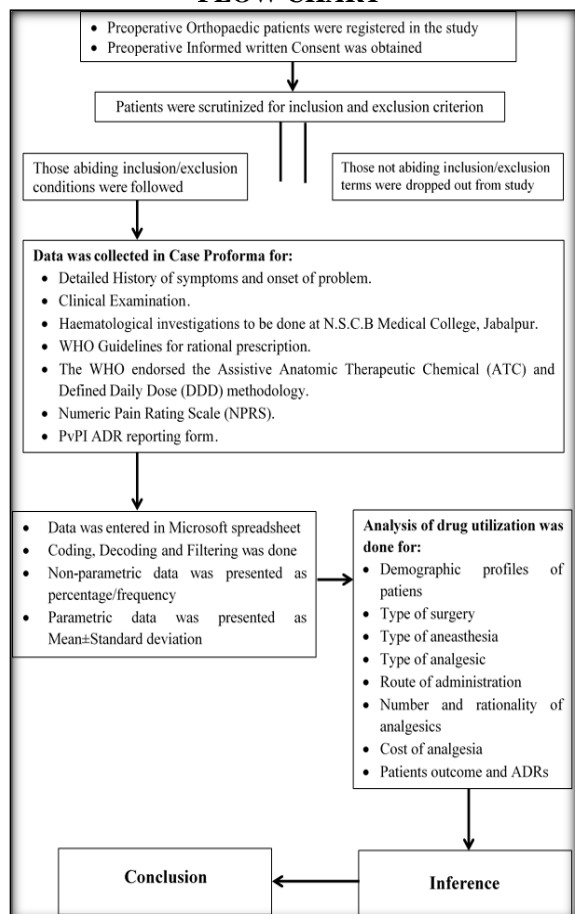 FLOW CHART
• Preoperative Orthopaedic patients were registered in the study
• Preoperative Informed written Consent was obtained
Patients were scrutinized for inclusion and exclusion criterion
Those abiding inclusion/exclusion
conditions were followed
Those not abiding inclusion/exclusion
terms were dropped out from study
Data was collected in Case Proforma for:
• Detailed History of symptoms and onset of problem.
• Clinical Examination.
• Haematological investigations to be done at N.S.C.B Medical College, Jabalpur.
• WHO Guidelines for rational prescription.
• The WHO endorsed the Assistive Anatomic Therapeutic Chemical (ATC) and
Defined Daily Dose (DDD) methodology.
• Numeric Pain Rating Scale (NPRS).
• PvPI ADR reporting form.
• Data was entered in Microsoft spreadsheet
• Coding, Decoding and Filtering was done
• Non-parametric data was presented as
percentage/frequency
• Parametric data was presented as
Mean±Standard deviation
Analysis of drug utilization was
done for:
• Demographic profiles of
patiens
• Type of surgery
• Type of aneasthesia
• Type of analgesic
• Route of administration
• Number and rationality of
analgesics
• Cost of analgesia
• Patients outcome and ADRs
Conclusion
Inference